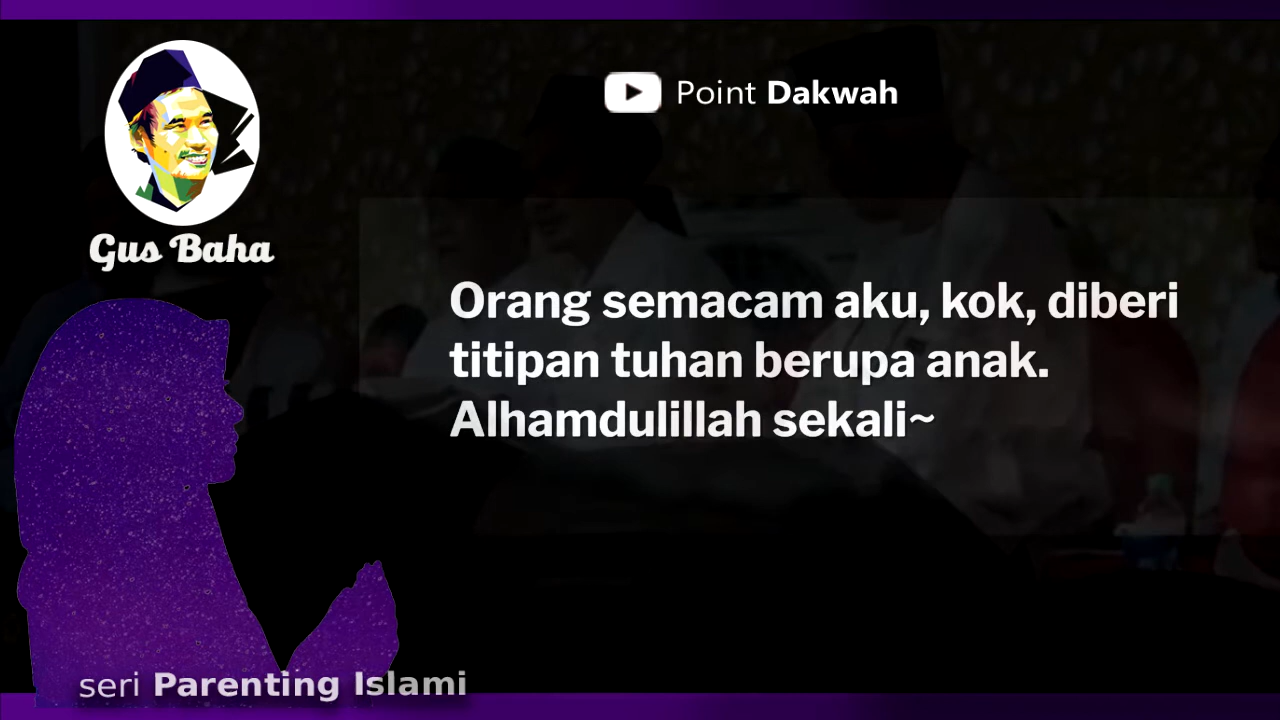 Point Dakwah
Gus Baha
Orang semacam aku, kok, diberi
titipan tuhan berupa anak.
Alhamdulillah sekali~
seri Parenting Islami